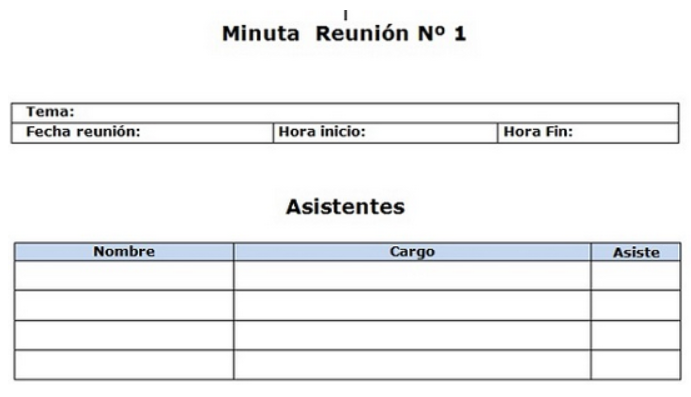 Minuta Reunión Nº 1
Tema:
Fecha reunión: Hora inicio: Hora Fin:
Asistentes
Nombre Cargo Asiste